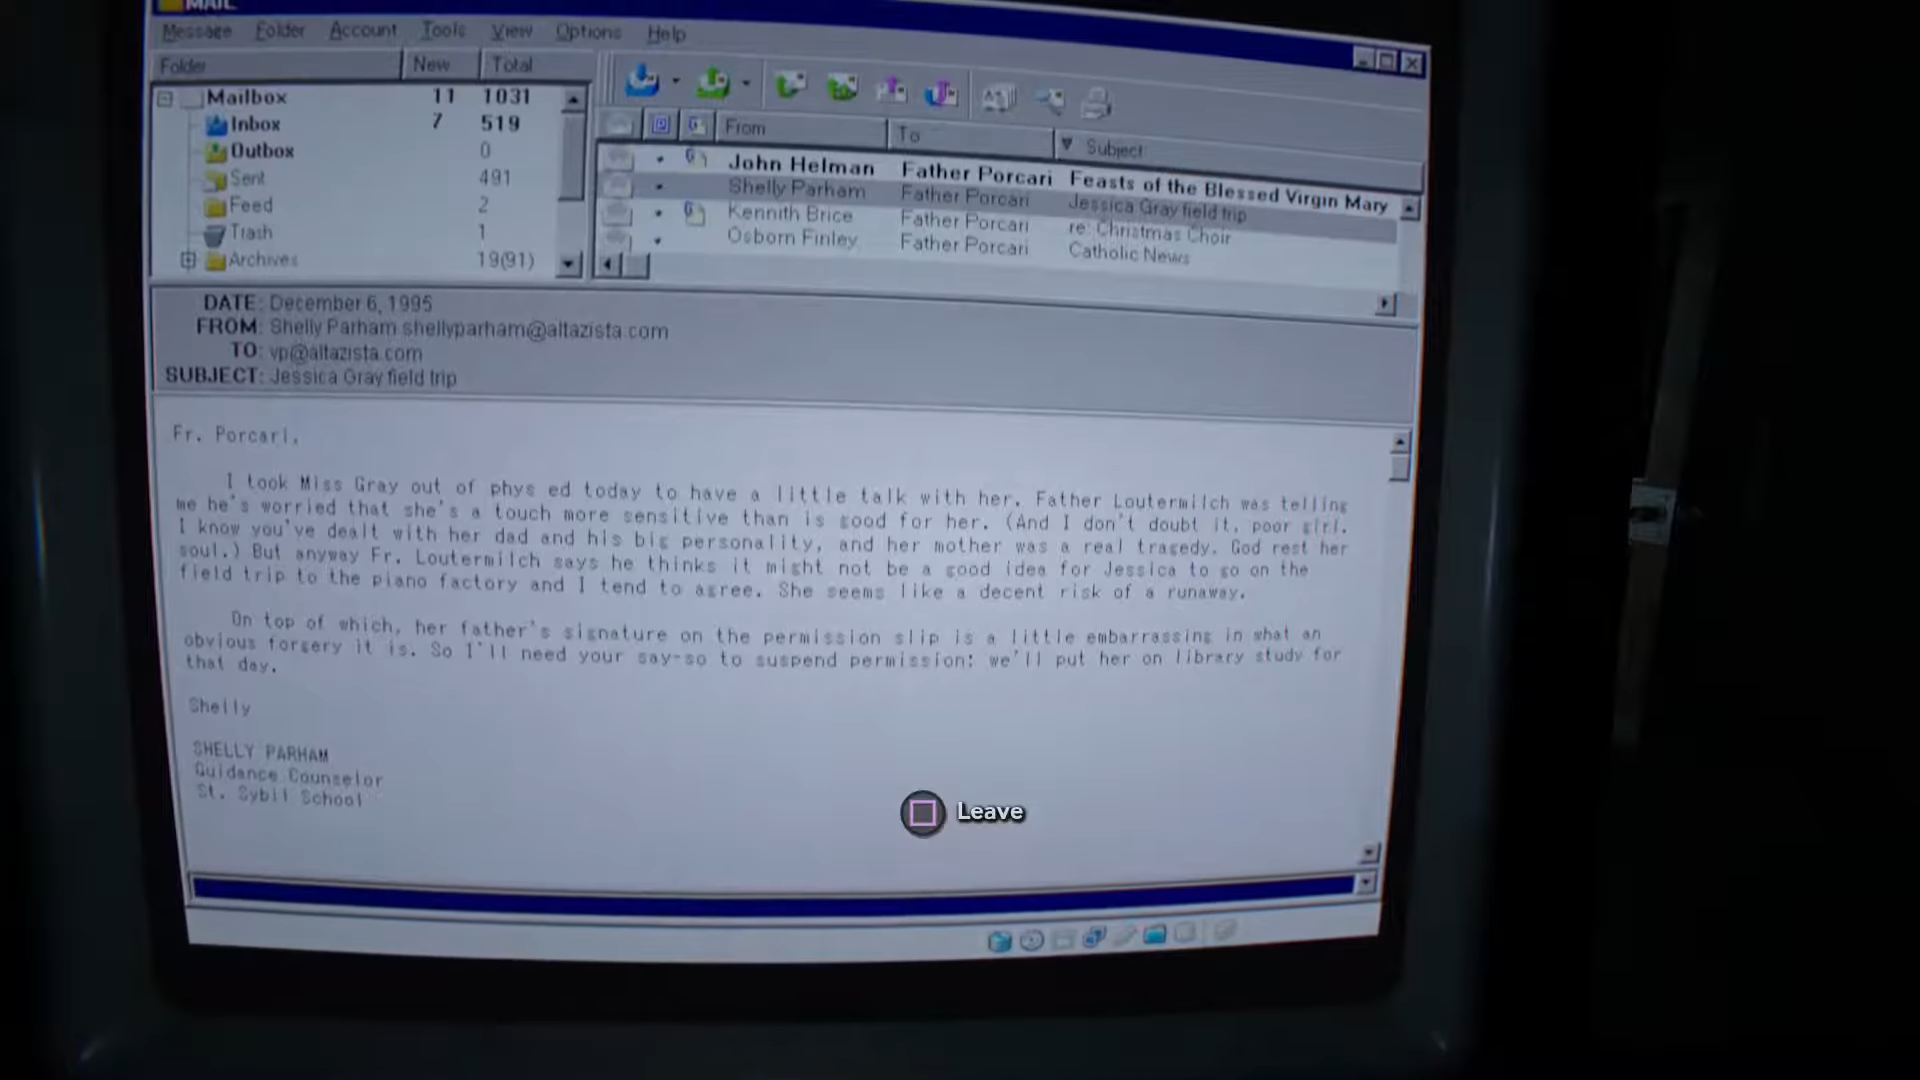 MAIL
Message Folder Account Tools View Options Help
Folder New Total
Mailbox 11 1031
Inbox 7 519
Outbox 0
Sent 491
Feed 2
Trash 1
Archives 19(91)
From To Subject
John Helman Father Porcari Feasts of the Blessed Virgin Mary
Shelly Parham Father Porcari Jessica Gray field trip
Kennith Brice Father Porcari re: Christmas Choir
Osborn Finley Father Porcari Catholic News
DATE: December 6, 1995
FROM: Shelly Parham shellyparham@altazista.com
TO: vp@altazista.com
SUBJECT: Jessica Gray field trip
Fr. Porcari,
I took Miss Gray out of phys ed today to have a little talk with her. Father Loutermilch was telling
me he's worried that she's a touch more sensitive than is good for her. (And I don't doubt it, poor girl.
I know you've dealt with her dad and his big personality, and her mother was a real tragedy. God rest her
soul.) But anyway Fr. Loutermilch says he thinks it might not be a good idea for Jessica to go on the
field trip to the piano factory and I tend to agree. She seems like a decent risk of a runaway.
On top of which, her father's signature on the permission slip is a little embarrassing in what an
obvious forgery it is. So I'll need your say-so to suspend permission; we'll put her on library study for
that day.
Shelly
SHELLY PARHAM
Guidance Counselor
St. Sybil School
Leave